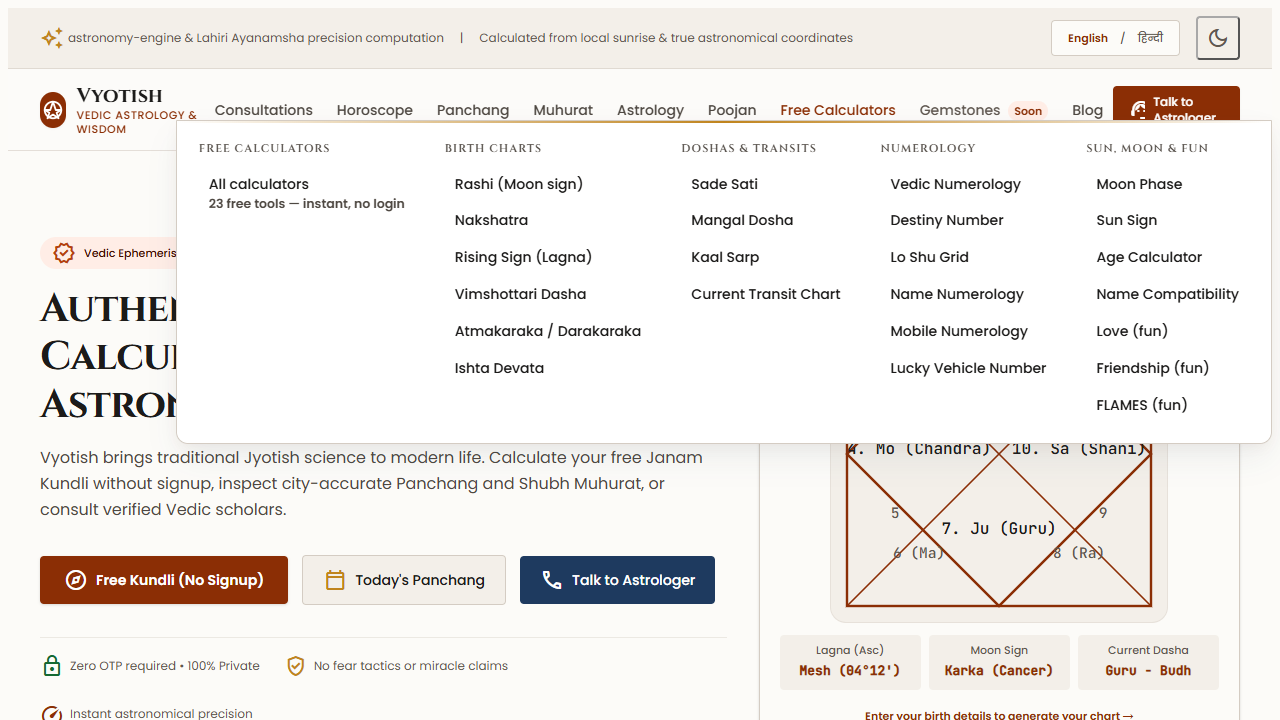 astronomy-engine & Lahiri Ayanamsha precision computation | Calculated from local sunrise & true astronomical coordinates
English / हिन्दी
Vyotish
VEDIC ASTROLOGY & WISDOM
Consultations Horoscope Panchang Muhurat Astrology Poojan Free Calculators Gemstones Soon Blog
Talk to
Astrologer
FREE CALCULATORS
All calculators
23 free tools — instant, no login
BIRTH CHARTS
Rashi (Moon sign)
Nakshatra
Rising Sign (Lagna)
Vimshottari Dasha
Atmakaraka / Darakaraka
Ishta Devata
DOSHAS & TRANSITS
Sade Sati
Mangal Dosha
Kaal Sarp
Current Transit Chart
NUMEROLOGY
Vedic Numerology
Destiny Number
Lo Shu Grid
Name Numerology
Mobile Numerology
Lucky Vehicle Number
SUN, MOON & FUN
Moon Phase
Sun Sign
Age Calculator
Name Compatibility
Love (fun)
Friendship (fun)
FLAMES (fun)
Vedic Ephemeris
Vyotish brings traditional Jyotish science to modern life. Calculate your free Janam
Kundli without signup, inspect city-accurate Panchang and Shubh Muhurat, or
consult verified Vedic scholars.
Free Kundli (No Signup)
Today's Panchang
Talk to Astrologer
Zero OTP required • 100% Private
No fear tactics or miracle claims
Instant astronomical precision
4. Mo (Chandra) 10. Sa (Shani)
5 9
7. Ju (Guru)
6 (Ma) 8 (Ra)
Lagna (Asc)
Mesh (04°12')
Moon Sign
Karka (Cancer)
Current Dasha
Guru - Budh
Enter your birth details to generate your chart →